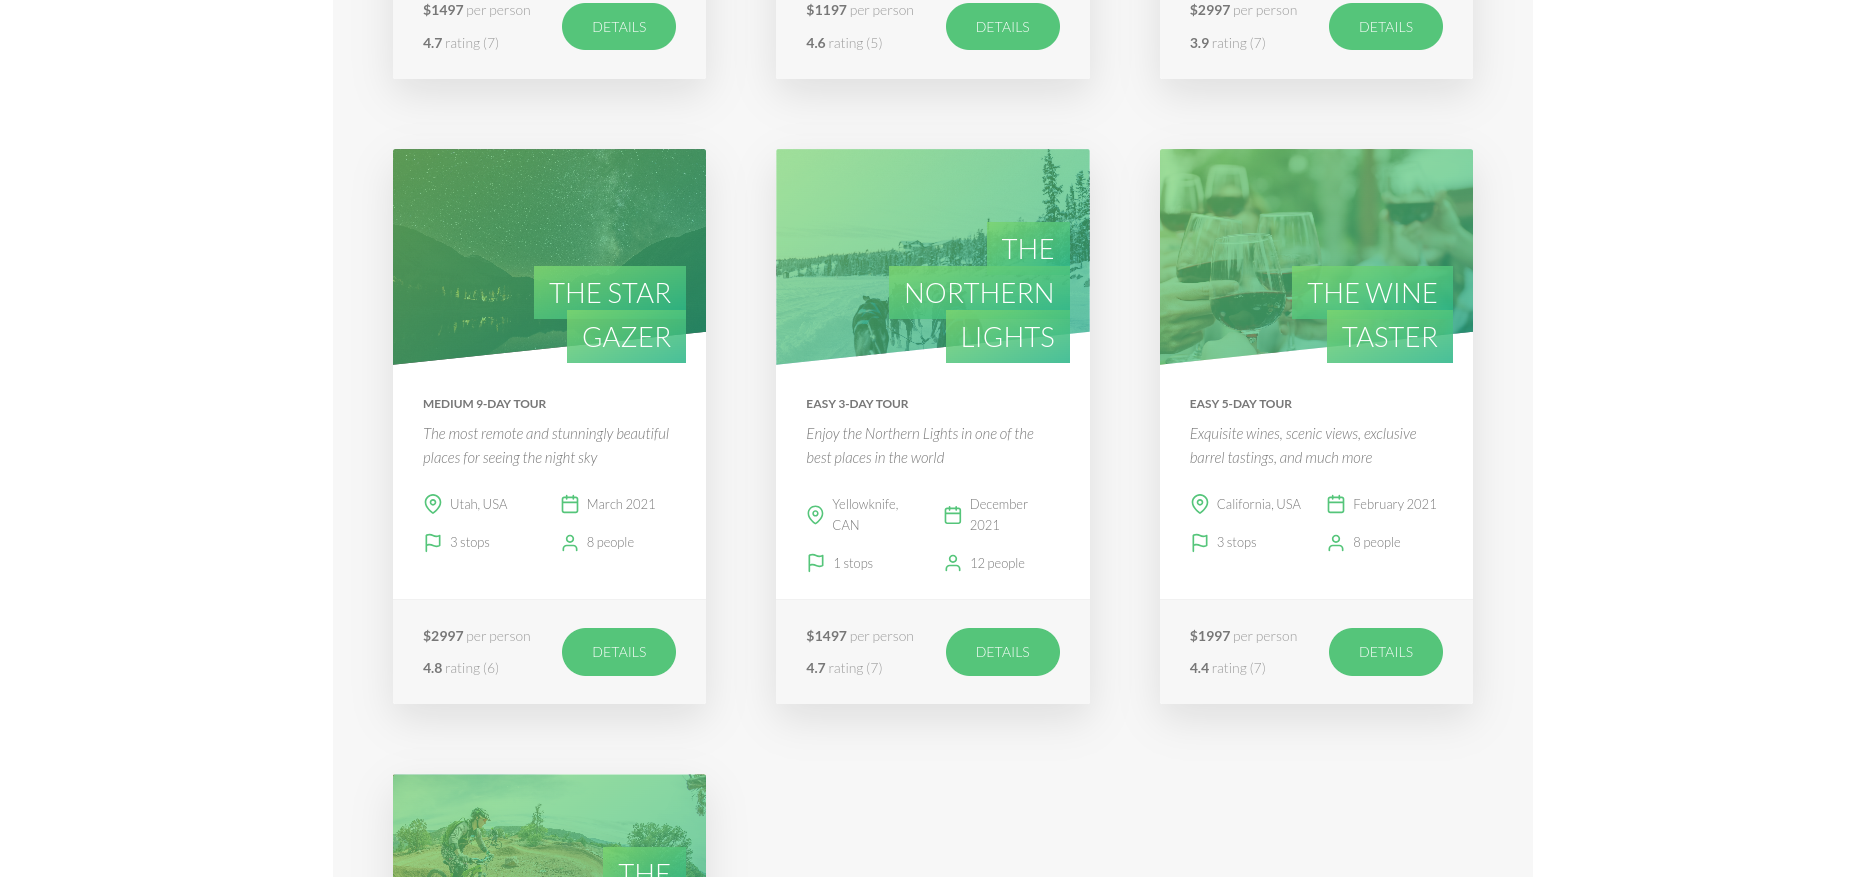 $1497 per person
4.7 rating (7)
DETAILS
$1197 per person
4.6 rating (5)
DETAILS
$2997 per person
3.9 rating (7)
DETAILS
THE STAR
GAZER
MEDIUM 9-DAY TOUR
The most remote and stunningly beautiful
places for seeing the night sky
Utah, USA
March 2021
3 stops
8 people
$2997 per person
4.8 rating (6)
DETAILS
THE
NORTHERN
LIGHTS
EASY 3-DAY TOUR
Enjoy the Northern Lights in one of the
best places in the world
Yellowknife,
CAN
December
2021
1 stops
12 people
$1497 per person
4.7 rating (7)
DETAILS
THE WINE
TASTER
EASY 5-DAY TOUR
Exquisite wines, scenic views, exclusive
barrel tastings, and much more
California, USA
February 2021
3 stops
8 people
$1997 per person
4.4 rating (7)
DETAILS
THE